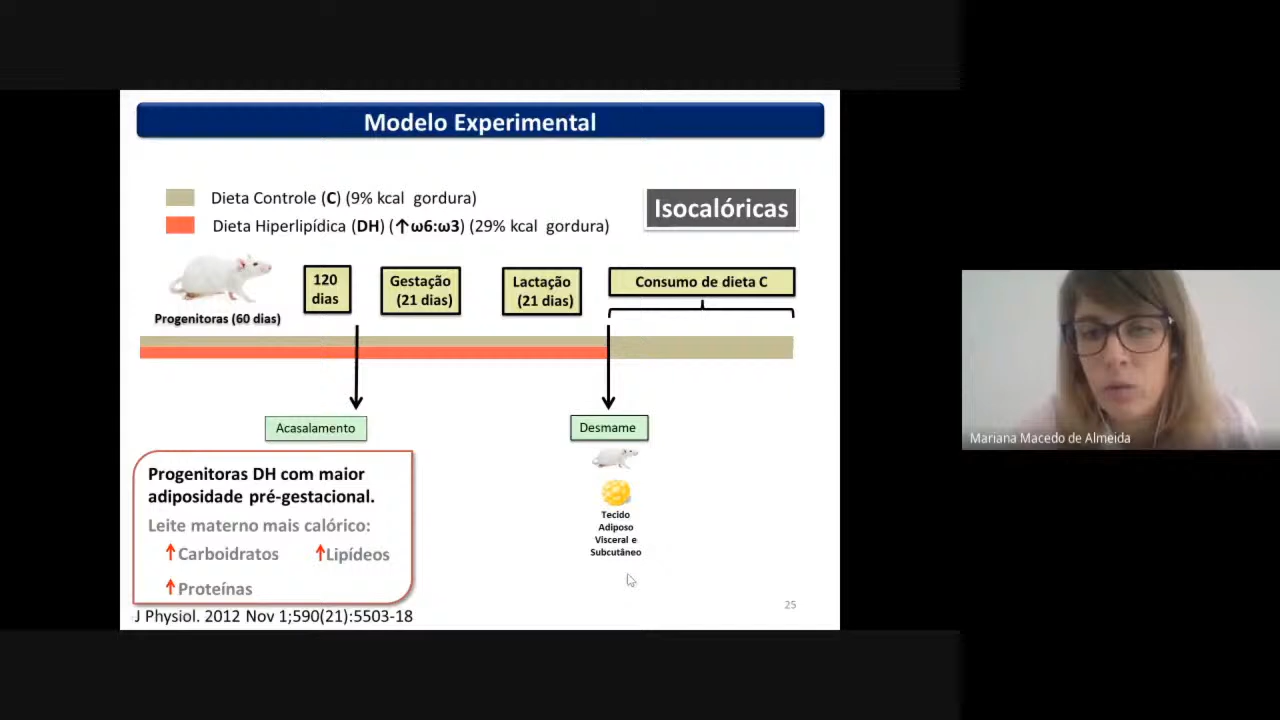 Modelo Experimental
Dieta Controle (C) (9% kcal gordura)
Dieta Hiperlipídica (DH) (↑ω6:ω3) (29% kcal gordura)
Isocalóricas
Progenitoras (60 dias)
120
dias
Gestação
(21 dias)
Lactação
(21 dias)
Consumo de dieta C
Acasalamento
Desmame
Progenitoras DH com maior
adiposidade pré-gestacional.
Leite materno mais calórico:
↑Carboidratos ↑Lipídeos
↑Proteínas
Tecido
Adiposo
Visceral e
Subcutâneo
25
J Physiol. 2012 Nov 1;590(21):5503-18
Mariana Macedo de Almeida